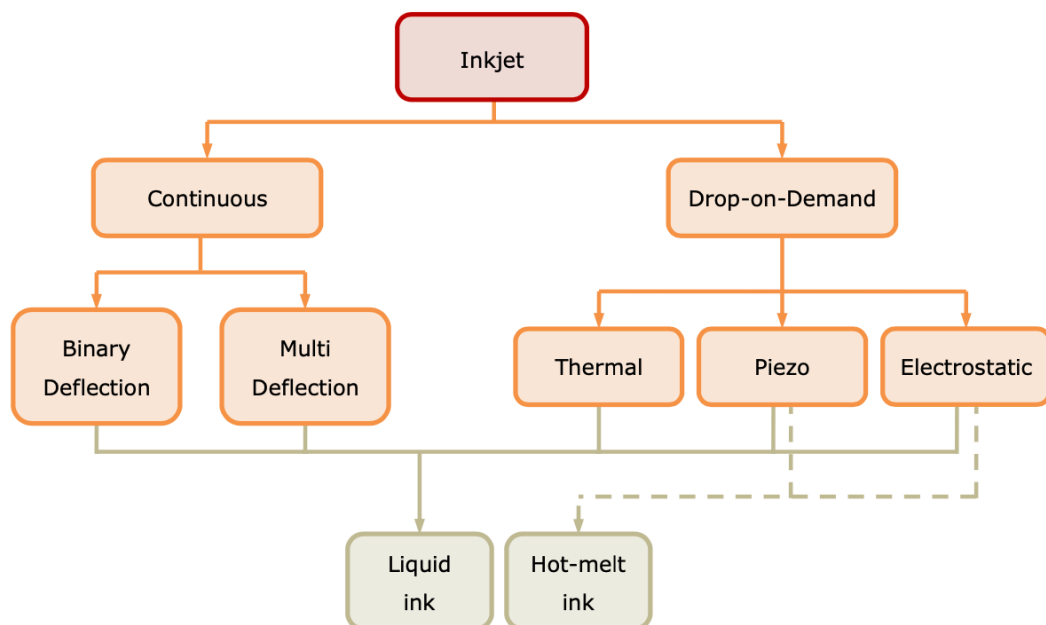 Inkjet
Continuous
Drop-on-Demand
Binary
Deflection
Multi
Deflection
Thermal
Piezo
Electrostatic
Liquid
ink
Hot-melt
ink